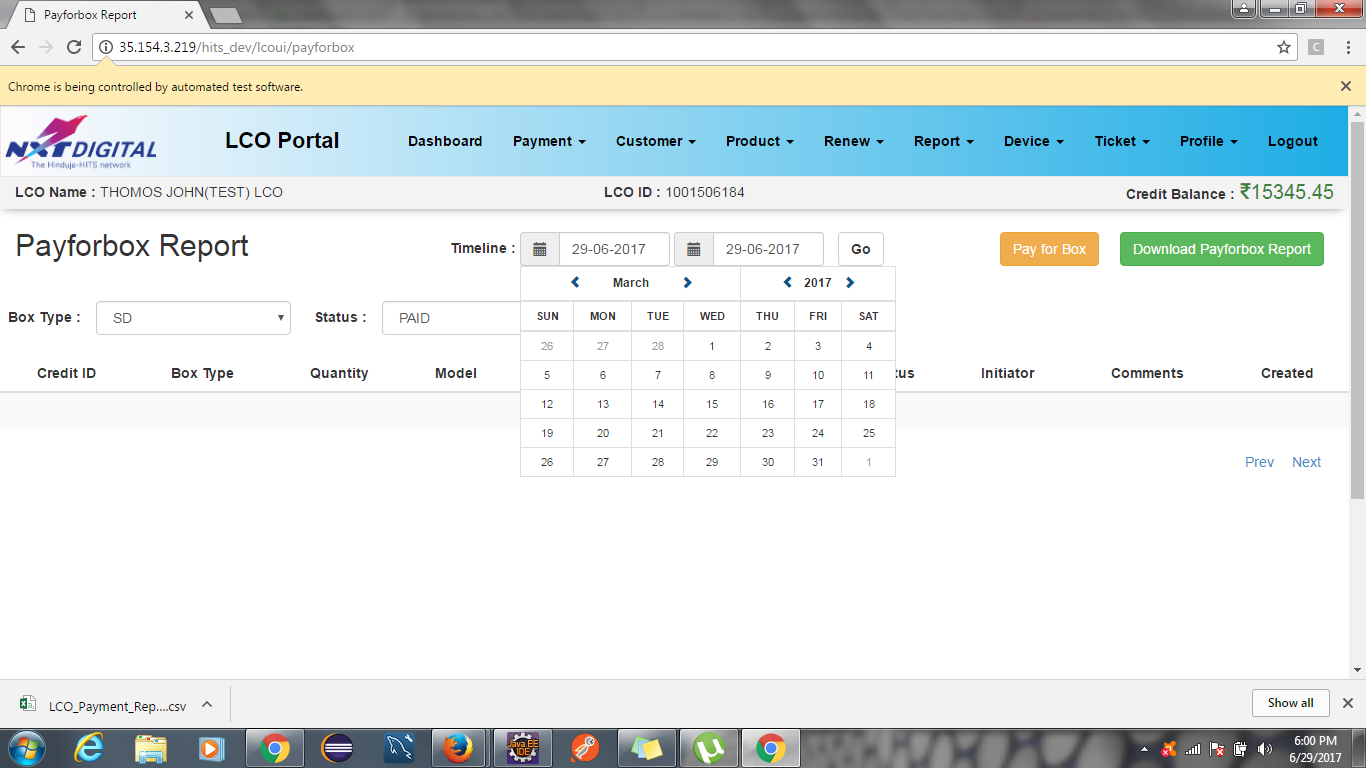 Payforbox Report
35.154.3.219/hits_dev/lcoui/payforbox
C
Chrome is being controlled by automated test software.
NXT DIGITAL
The Hinduja-HITS network
LCO Portal
Dashboard Payment Customer Product Renew Report Device Ticket Profile Logout
LCO Name : THOMOS JOHN(TEST) LCO LCO ID : 1001506184 Credit Balance : ₹15345.45
Payforbox Report Timeline : 29-06-2017 29-06-2017 Go Pay for Box Download Payforbox Report
March 2017
Box Type : SD Status : PAID
SUN MON TUE WED THU FRI SAT
26 27 28 1 2 3 4
Credit ID Box Type Quantity Model Initiator Comments Created
5 6 7 8 9 10 11
12 13 14 15 16 17 18
19 20 21 22 23 24 25
26 27 28 29 30 31 1
Prev Next
LCO_Payment_Rep....csv Show all
Java EE
IDE
6:00 PM
6/29/2017